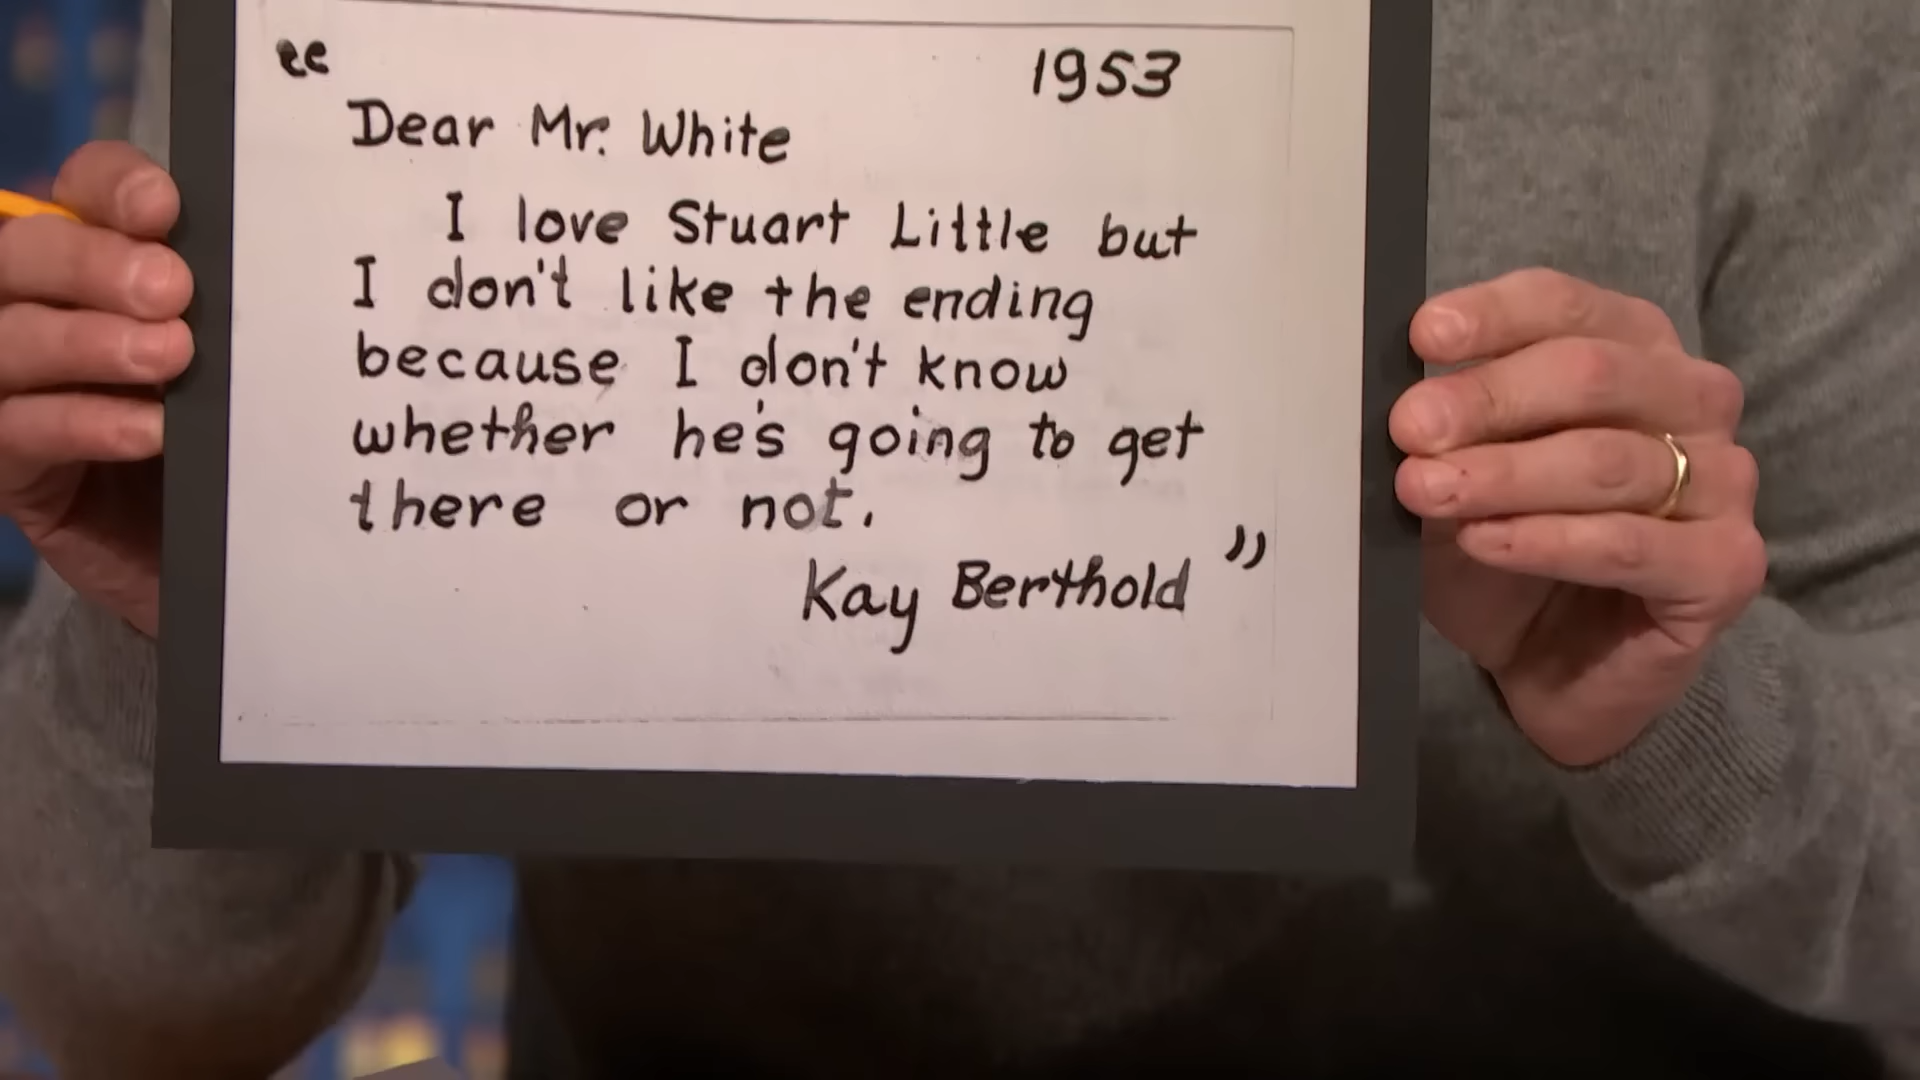 “ 1953
Dear Mr. White
I love Stuart Little but
I don't like the ending
because I don't know
whether he's going to get
there or not.
Kay Berthold ”